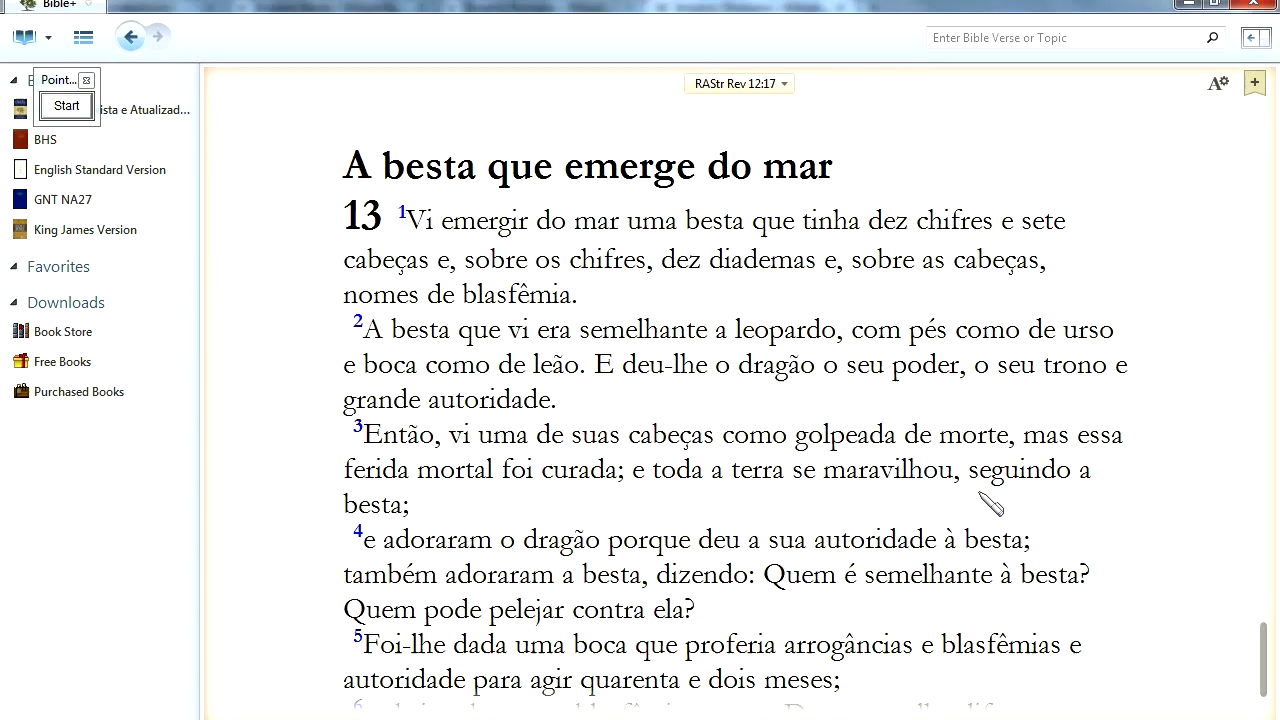 Bible+
Enter Bible Verse or Topic
Point...
Start
ista e Atualizad...
BHS
English Standard Version
GNT NA27
King James Version
Favorites
Downloads
Book Store
Free Books
Purchased Books
RAStr Rev 12:17
A besta que emerge do mar
13 1Vi emergir do mar uma besta que tinha dez chifres e sete
cabeças e, sobre os chifres, dez diademas e, sobre as cabeças,
nomes de blasfêmia.
2A besta que vi era semelhante a leopardo, com pés como de urso
e boca como de leão. E deu-lhe o dragão o seu poder, o seu trono e
grande autoridade.
3Então, vi uma de suas cabeças como golpeada de morte, mas essa
ferida mortal foi curada; e toda a terra se maravilhou, seguindo a
besta;
4e adoraram o dragão porque deu a sua autoridade à besta;
também adoraram a besta, dizendo: Quem é semelhante à besta?
Quem pode pelejar contra ela?
5Foi-lhe dada uma boca que proferia arrogâncias e blasfêmias e
autoridade para agir quarenta e dois meses;